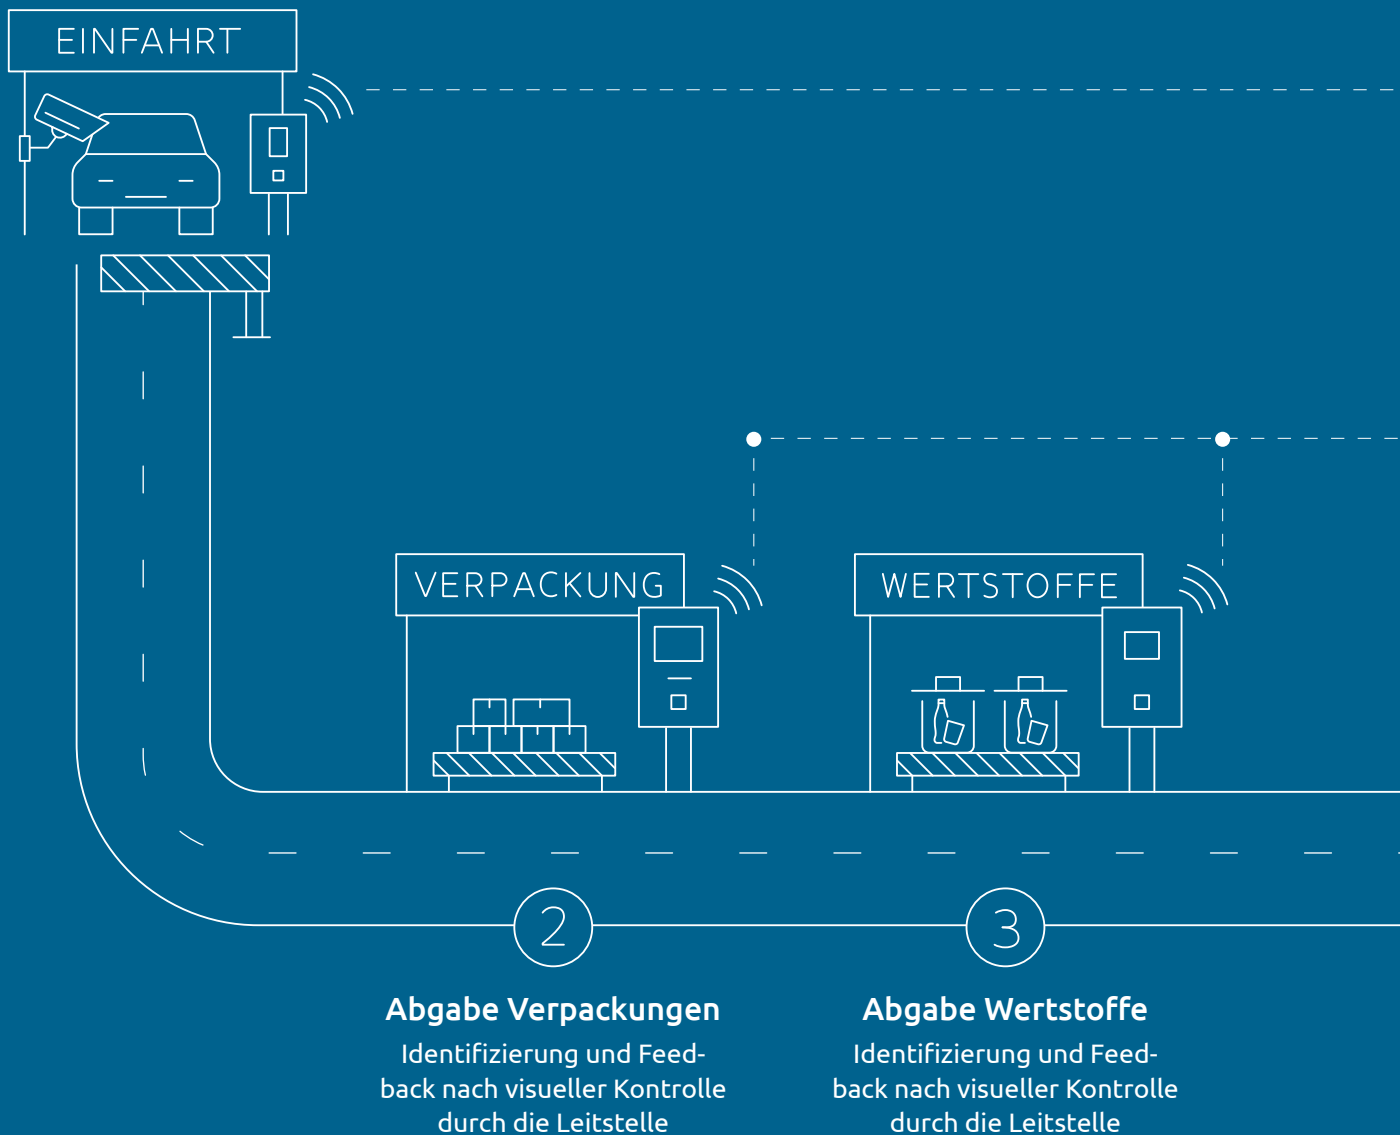 EINFAHRT
VERPACKUNG
WERTSTOFFE
2
Abgabe Verpackungen
Identifizierung und Feed-
back nach visueller Kontrolle
durch die Leitstelle
3
Abgabe Wertstoffe
Identifizierung und Feed-
back nach visueller Kontrolle
durch die Leitstelle